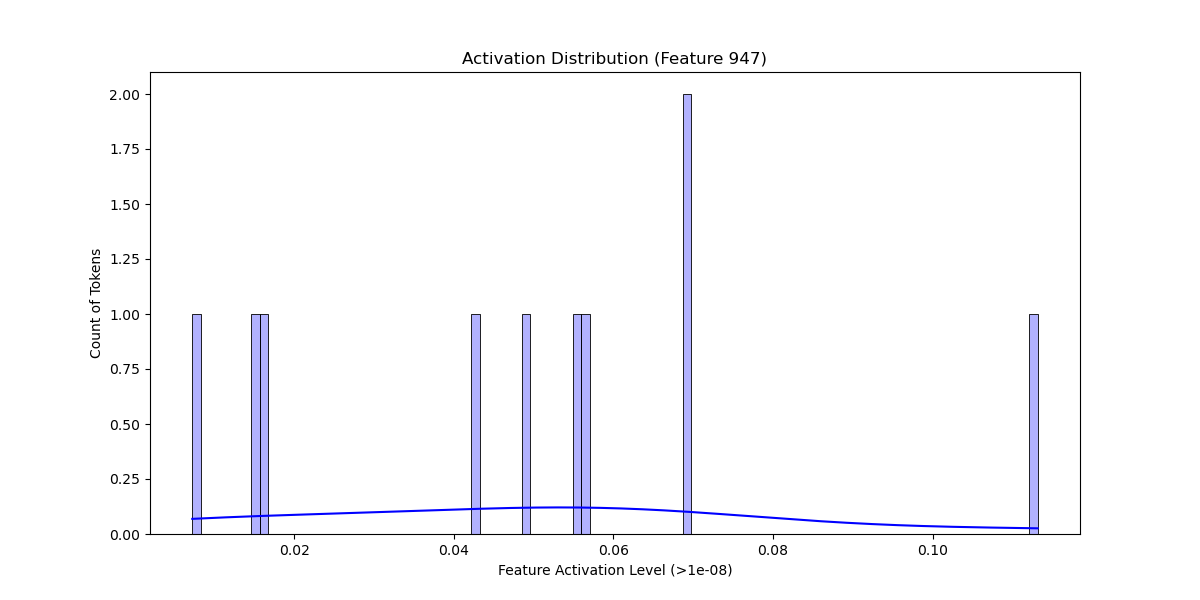 Activation Distribution (Feature 947)
2.00
1.75
1.50
1.25
1.00
0.75
0.50
0.25
0.00
Count of Tokens
0.02 0.04 0.06 0.08 0.10
Feature Activation Level (>1e-08)